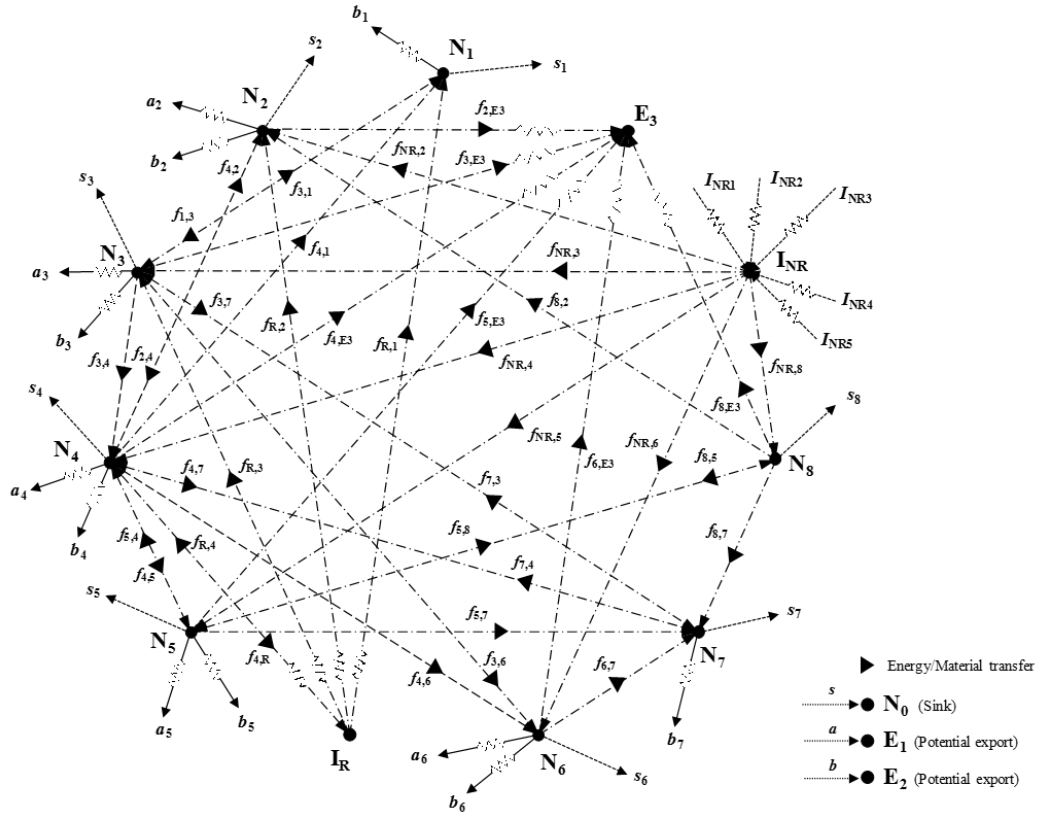 b₁
N₁
s₂
s₁
N₂
a₂
f₂,E3
E₃
b₂
f₄,₂
fNR,₂
f₃,E3
s₃
f₃,₁
INR1
INR2
INR3
f₁,₃
N₃
f₄,₁
fNR,₃
INR
a₃
INR4
f₃,₇
fR,₂
f₄,E3
fR,₁
f₅,E3
f₈,₂
INR5
b₃
f₃,₄
f₂,₄
fNR,₄
fNR,₈
s₄
f₈,E3
s₈
fNR,₅
fNR,₆
f₆,E3
N₄
f₄,₇
fR,₃
f₇,₃
f₈,₅
N₈
a₄
b₄
f₅,₄
fR,₄
f₅,₈
f₈,₇
f₄,₅
f₇,₄
s₅
N₅
f₅,₇
s₇
N₇
f₄,R
f₄,₆
f₃,₆
f₆,₇
Energy/Material transfer
a₅
b₅
s N₀ (Sink)
b₇
IR
a₆
N₆
s₆
a E₁ (Potential export)
b₆
b E₂ (Potential export)